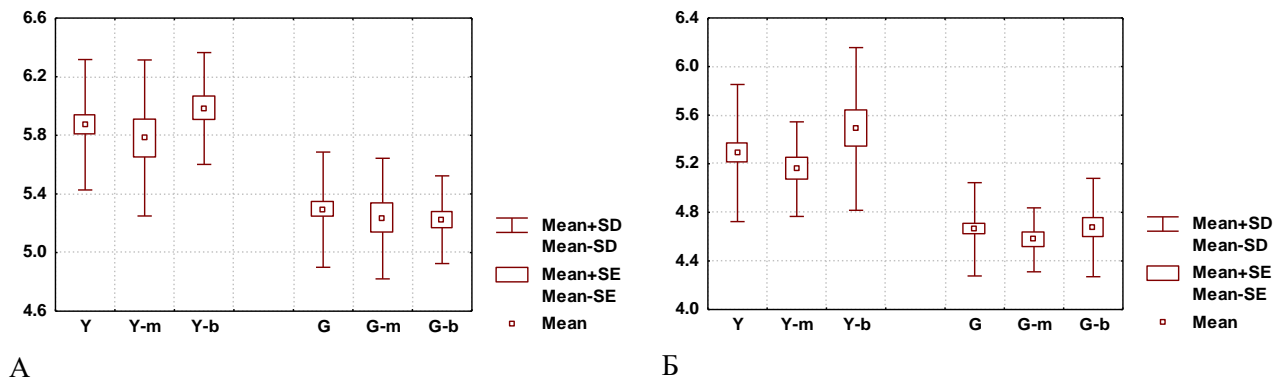 6.6
6.2
5.8
5.4
5.0
4.6
Y Y-m Y-b G G-m G-b
Mean+SD
Mean-SD
Mean+SE
Mean-SE
Mean
А
6.4
6.0
5.6
5.2
4.8
4.4
4.0
Y Y-m Y-b G G-m G-b
Mean+SD
Mean-SD
Mean+SE
Mean-SE
Mean
Б